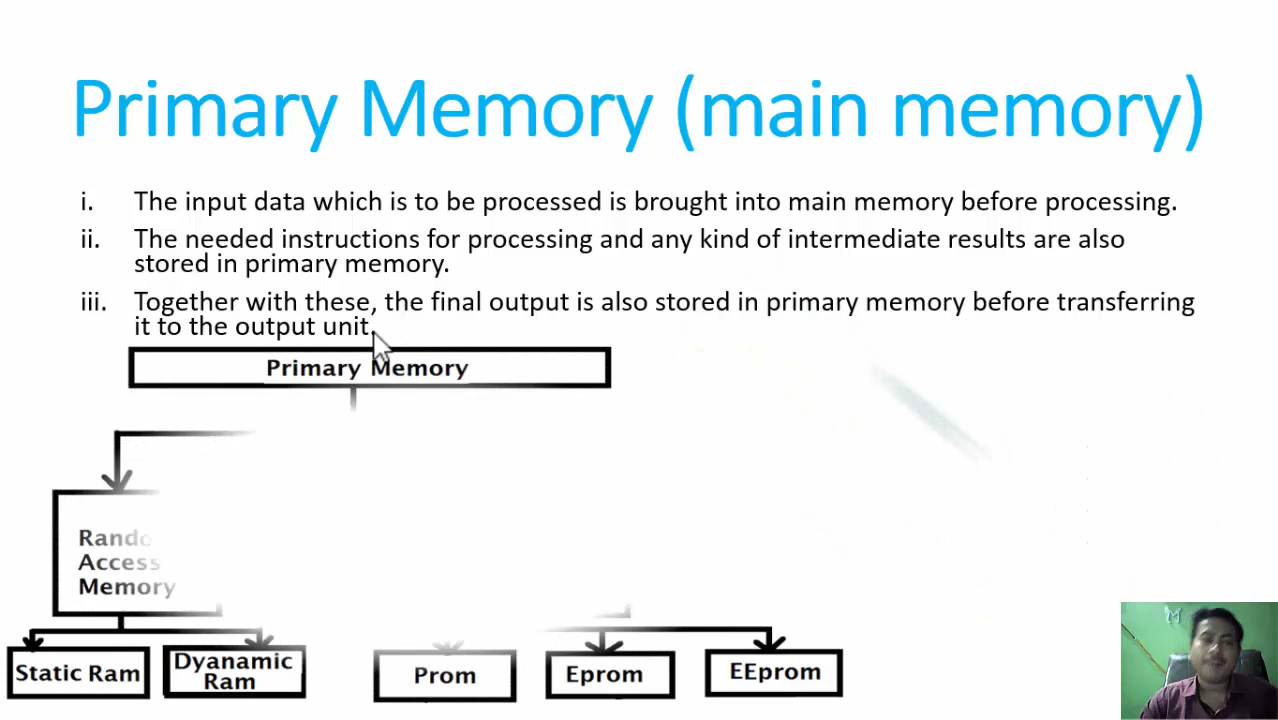 Primary Memory (main memory)
i. The input data which is to be processed is brought into main memory before processing.
ii. The needed instructions for processing and any kind of intermediate results are also
stored in primary memory.
iii. Together with these, the final output is also stored in primary memory before transferring
it to the output unit.
Primary Memory
Access
Memory
Static Ram
Dyanamic
Ram
Prom
Eprom
EEprom